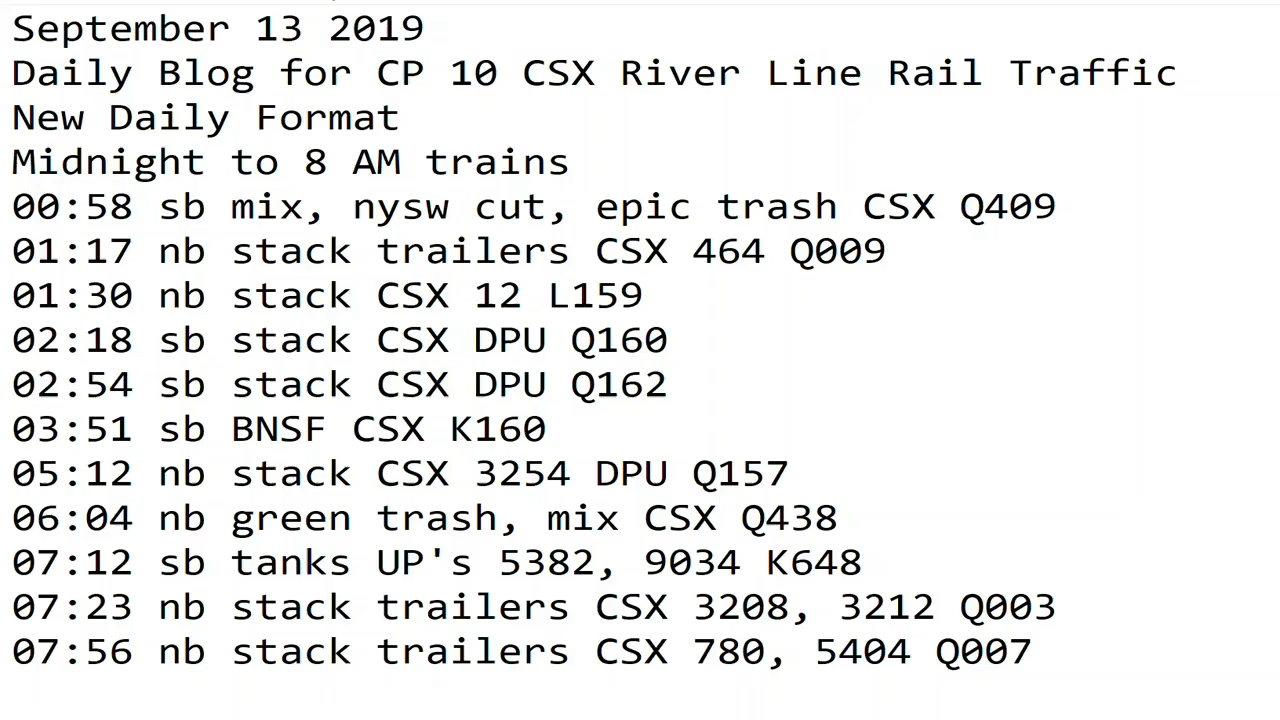 September 13 2019
Daily Blog for CP 10 CSX River Line Rail Traffic
New Daily Format
Midnight to 8 AM trains
00:58 sb mix, nysw cut, epic trash CSX Q409
01:17 nb stack trailers CSX 464 Q009
01:30 nb stack CSX 12 L159
02:18 sb stack CSX DPU Q160
02:54 sb stack CSX DPU Q162
03:51 sb BNSF CSX K160
05:12 nb stack CSX 3254 DPU Q157
06:04 nb green trash, mix CSX Q438
07:12 sb tanks UP's 5382, 9034 K648
07:23 nb stack trailers CSX 3208, 3212 Q003
07:56 nb stack trailers CSX 780, 5404 Q007